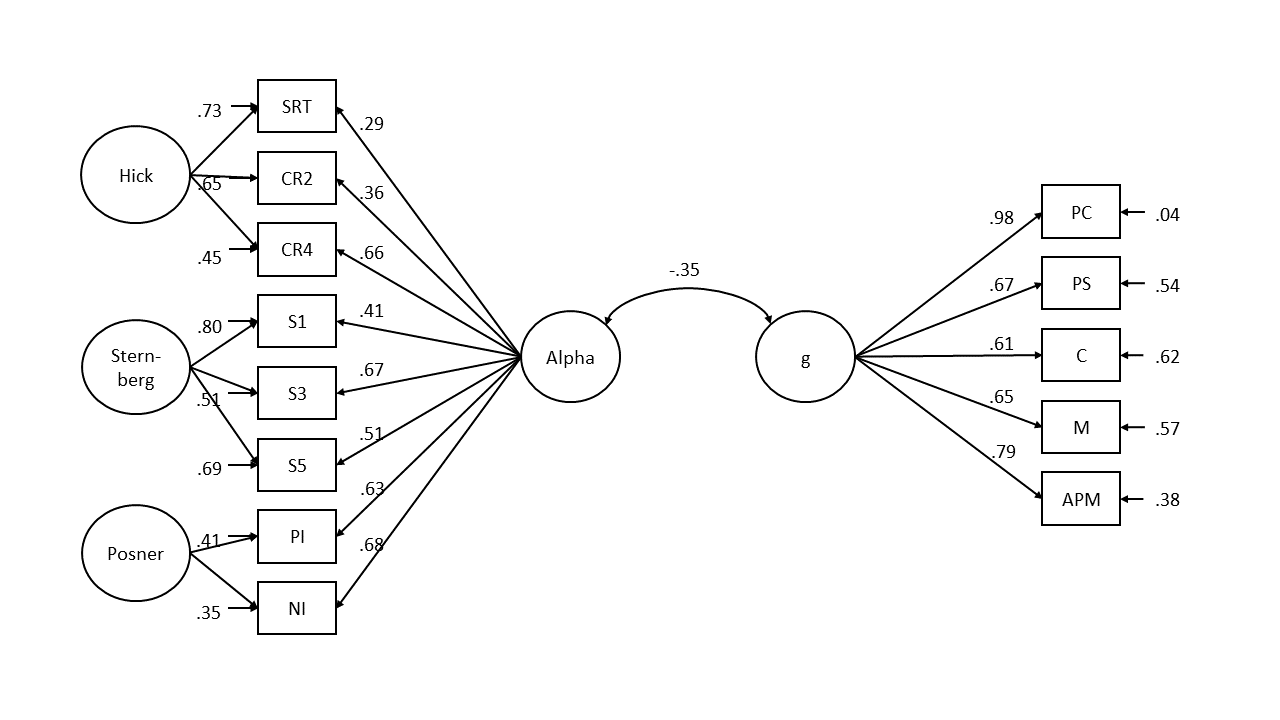 SRT
.73
.29
Hick
CR2
.65
.36
CR4
.45
.66
S1
.80
.41
Stern-
berg
S3
.51
.67
S5
.69
.51
Posner
PI
.41
.63
NI
.35
.68
Alpha
-.35
g
.98
PC
.04
.67
PS
.54
.61
C
.62
.65
M
.57
.79
APM
.38